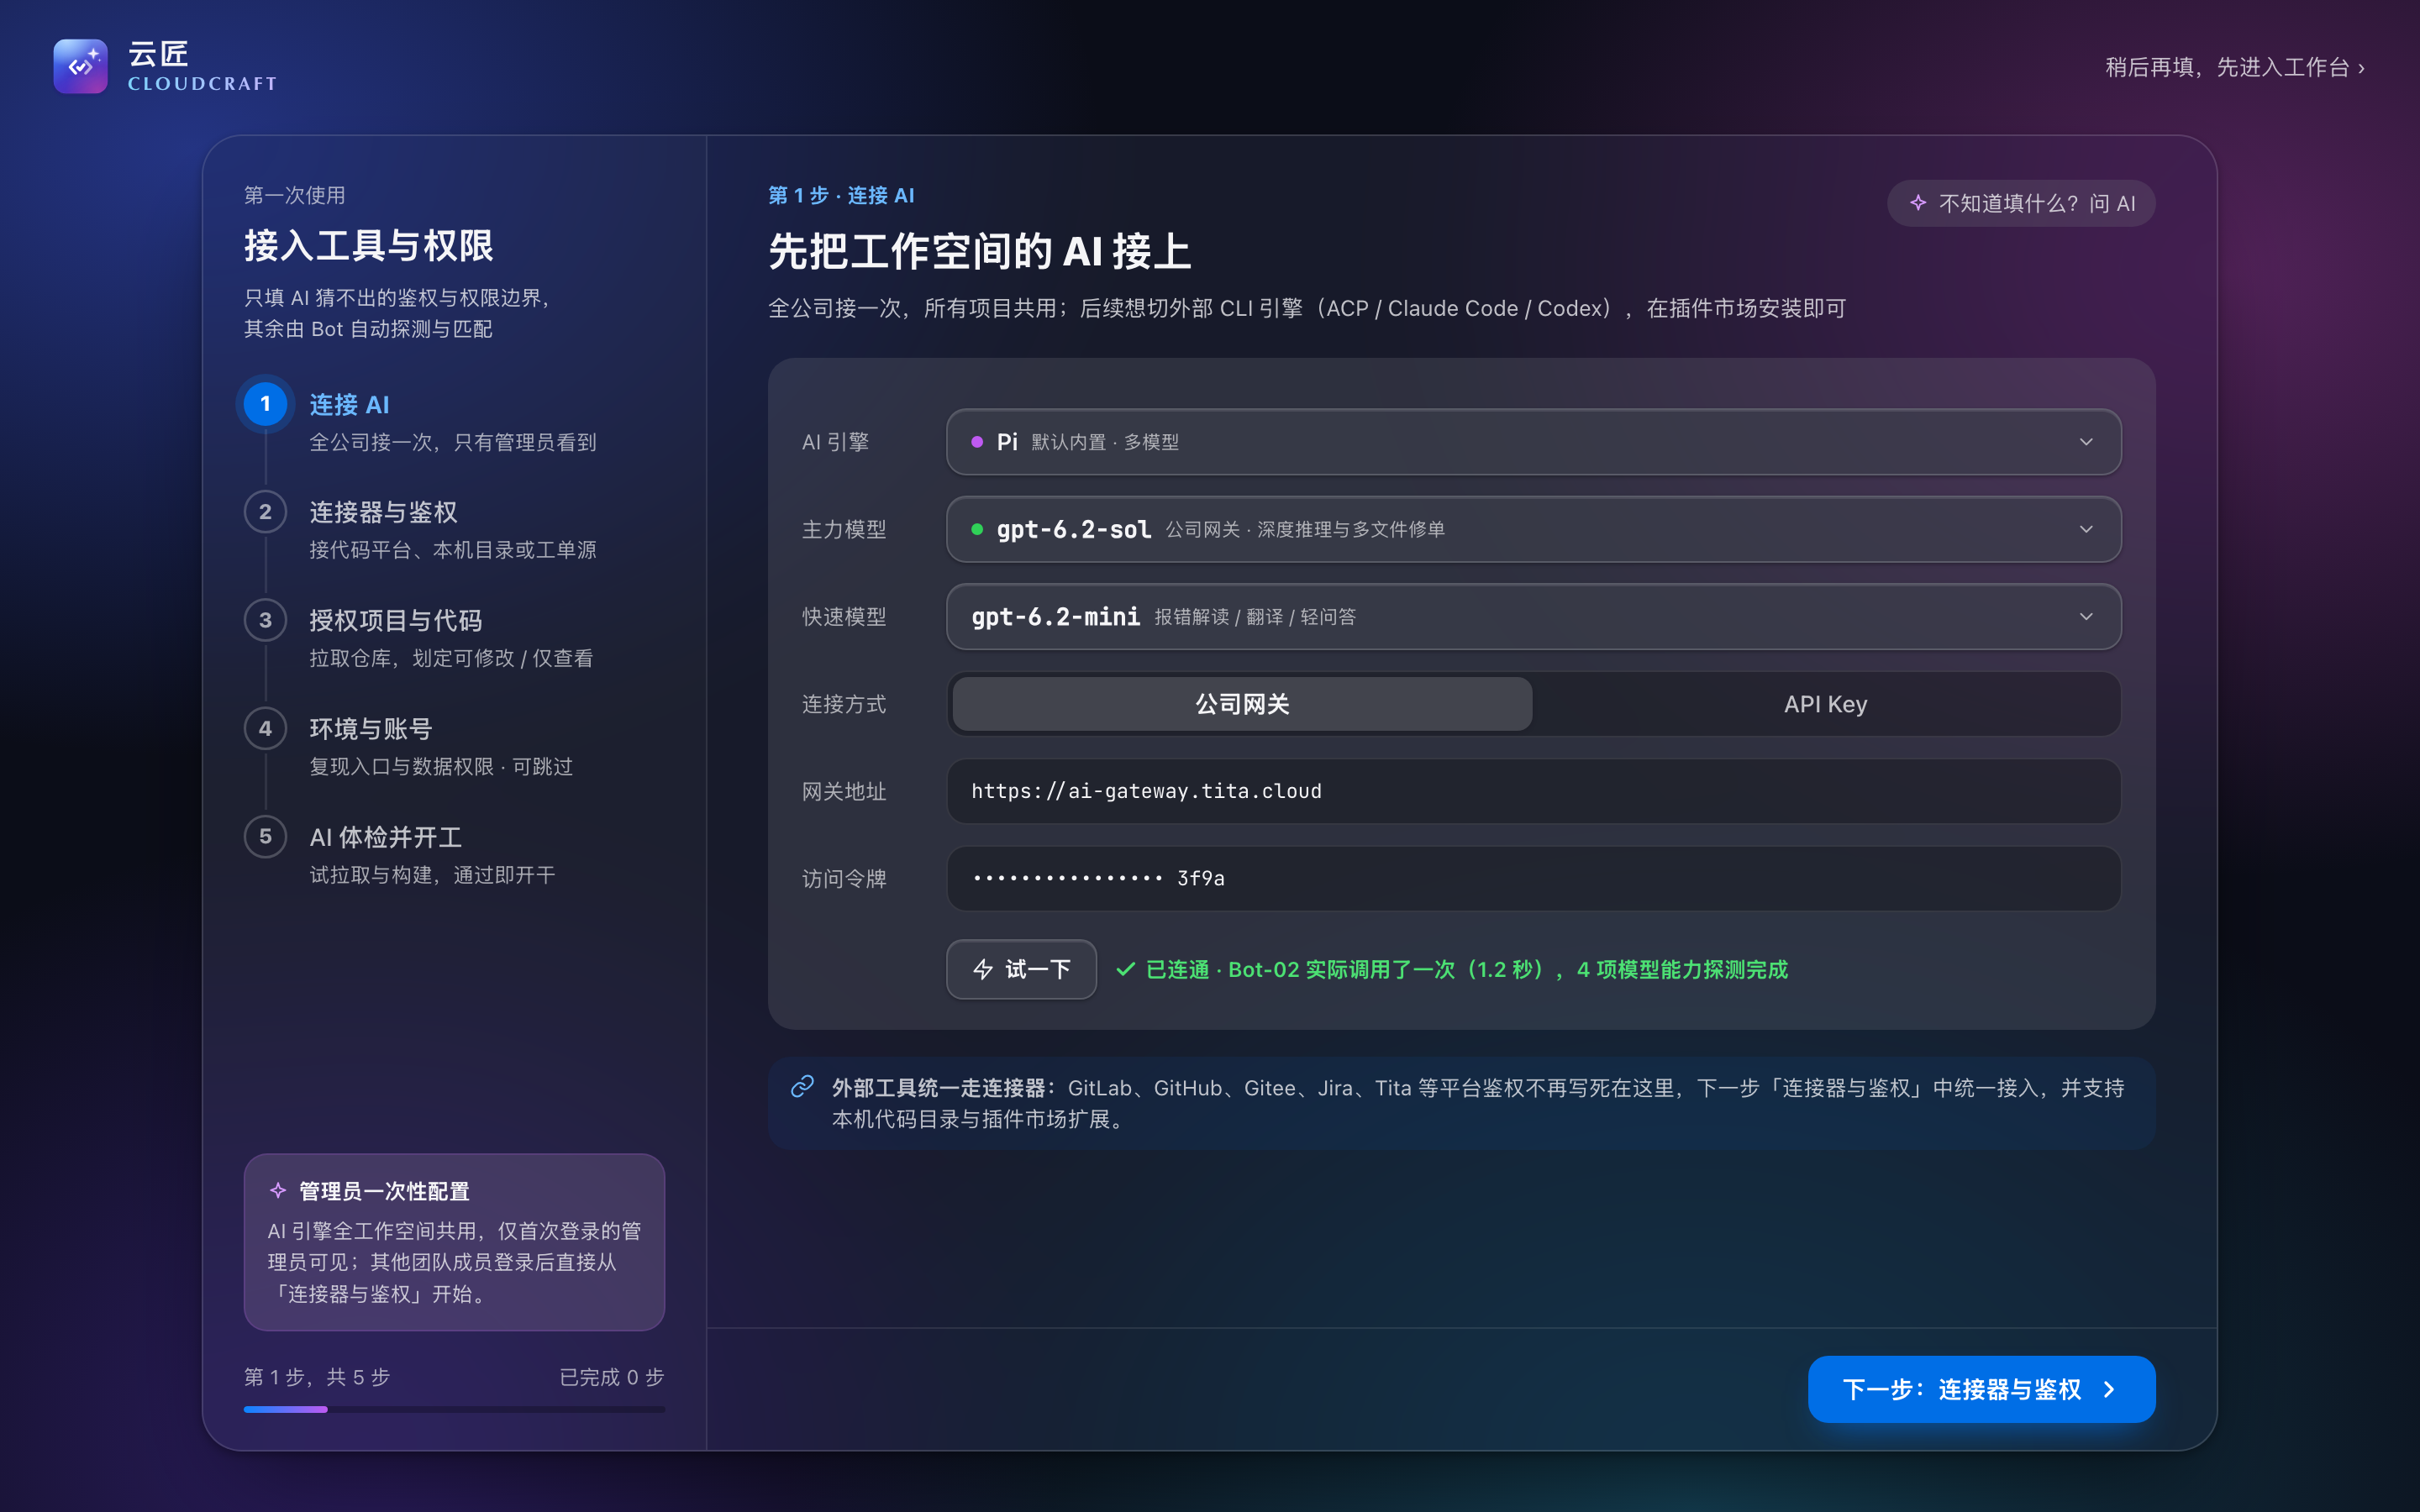 云匠
CLOUDCRAFT
稍后再填，先进入工作台 ›
第一次使用
接入工具与权限
只填 AI 猜不出的鉴权与权限边界，
其余由 Bot 自动探测与匹配
1 连接 AI
全公司接一次，只有管理员看到
2 连接器与鉴权
接代码平台、本机目录或工单源
3 授权项目与代码
拉取仓库，划定可修改 / 仅查看
4 环境与账号
复现入口与数据权限 · 可跳过
5 AI 体检并开工
试拉取与构建，通过即开干
管理员一次性配置
AI 引擎全工作空间共用，仅首次登录的管
理员可见；其他团队成员登录后直接从
「连接器与鉴权」开始。
第 1 步，共 5 步 已完成 0 步
第 1 步 · 连接 AI
不知道填什么？问 AI
先把工作空间的 AI 接上
全公司接一次，所有项目共用；后续想切外部 CLI 引擎（ACP / Claude Code / Codex），在插件市场安装即可
AI 引擎 Pi 默认内置 · 多模型
主力模型 gpt-6.2-sol 公司网关 · 深度推理与多文件修单
快速模型 gpt-6.2-mini 报错解读 / 翻译 / 轻问答
连接方式 公司网关 API Key
网关地址 https://ai-gateway.tita.cloud
访问令牌 •••••••••••••••• 3f9a
试一下 已连通 · Bot-02 实际调用了一次（1.2 秒），4 项模型能力探测完成
外部工具统一走连接器：GitLab、GitHub、Gitee、Jira、Tita 等平台鉴权不再写死在这里，下一步「连接器与鉴权」中统一接入，并支持
本机代码目录与插件市场扩展。
下一步：连接器与鉴权